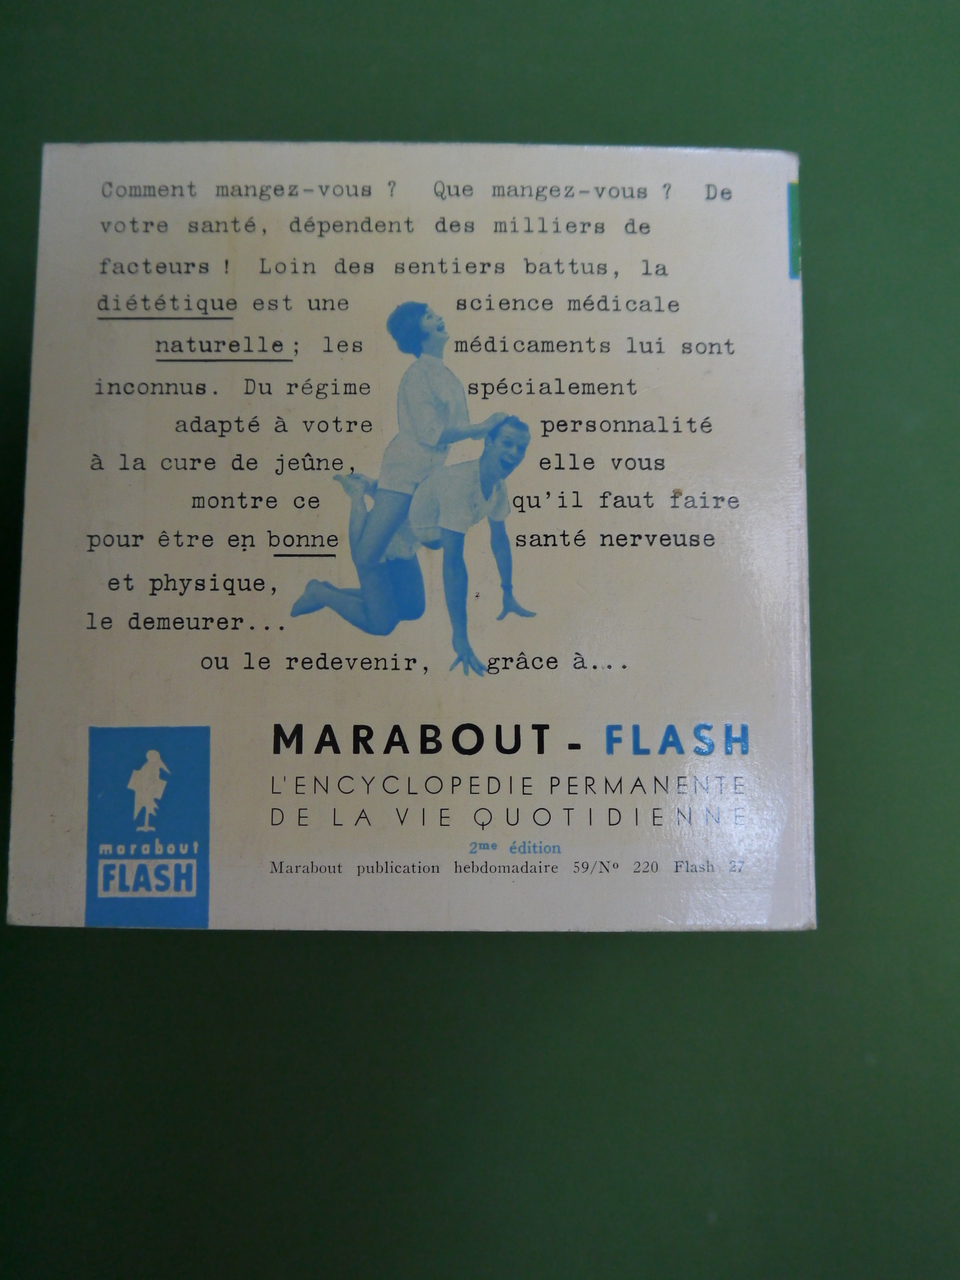 Comment mangez-vous ? Que mangez-vous ? De
votre santé, dépendent des milliers de
facteurs ! Loin des sentiers battus, la
diététique est une science médicale
naturelle ; les médicaments lui sont
inconnus. Du régime spécialement
adapté à votre personnalité
à la cure de jeûne, elle vous
montre ce qu'il faut faire
pour être en bonne santé nerveuse
et physique,
le demeurer...
ou le redevenir, grâce à...
MARABOUT - FLASH
L'ENCYCLOPEDIE PERMANENTE
DE LA VIE QUOTIDIENNE
2me édition
Marabout publication hebdomadaire 59/No 220 Flash 27
marabout
FLASH